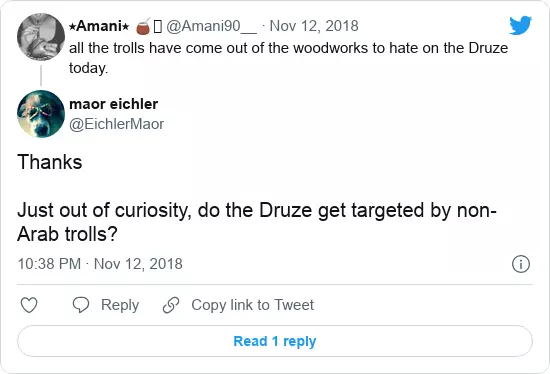 ⋆Amani⋆ 🧉 @Amani90__ · Nov 12, 2018
all the trolls have come out of the woodworks to hate on the Druze
today.
maor eichler
@EichlerMaor
Thanks
Just out of curiosity, do the Druze get targeted by non-
Arab trolls?
10:38 PM · Nov 12, 2018
Reply
Copy link to Tweet
Read 1 reply